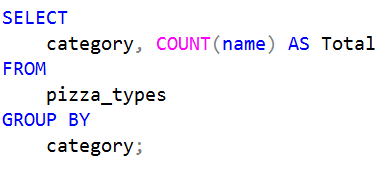 SELECT
    category, COUNT(name) AS Total
FROM
    pizza_types
GROUP BY
    category;